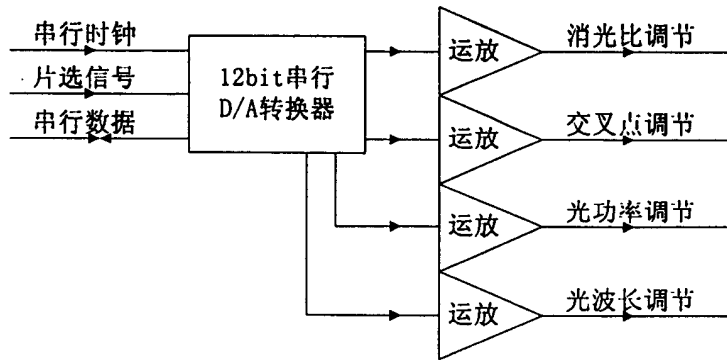 串行时钟
片选信号
串行数据
12bit串行
D/A转换器
运放
消光比调节
运放
交叉点调节
运放
光功率调节
运放
光波长调节